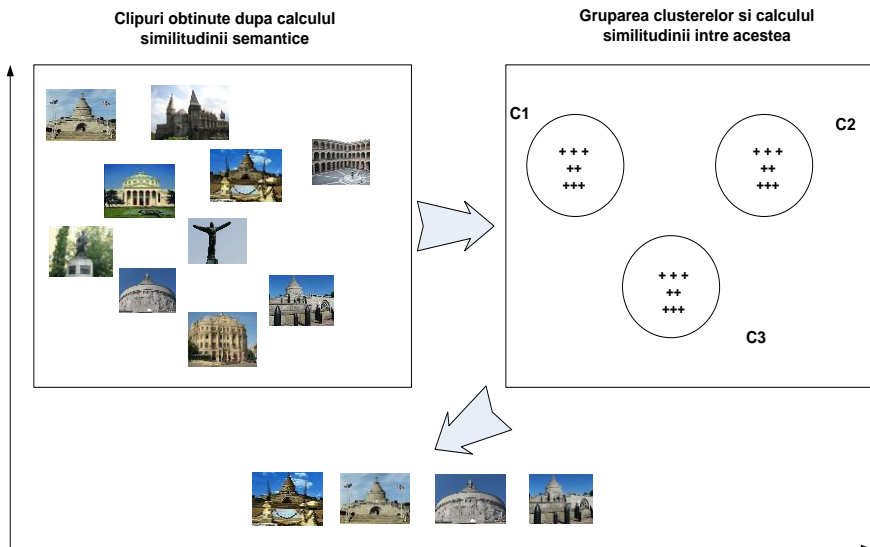 Clipuri obtinute dupa calculul
similitudinii semantice
Gruparea clusterelor si calculul
similitudinii intre acestea
C1
C2
+ + +
++
+++
+ + +
++
+++
+ + +
++
+++
C3